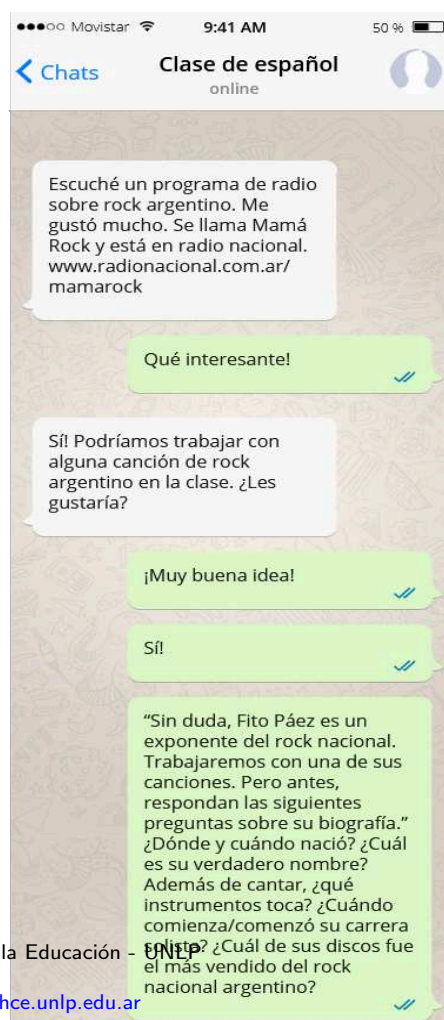 ●●●○○ Movistar 9:41 AM 50 %
Chats
Clase de español
online
Escuché un programa de radio
sobre rock argentino. Me
gustó mucho. Se llama Mamá
Rock y está en radio nacional.
www.radionacional.com.ar/
mamarock
Qué interesante!
Sí! Podríamos trabajar con
alguna canción de rock
argentino en la clase. ¿Les
gustaría?
¡Muy buena idea!
Sí!
“Sin duda, Fito Páez es un
exponente del rock nacional.
Trabajaremos con una de sus
canciones. Pero antes,
respondan las siguientes
preguntas sobre su biografía.”
¿Dónde y cuándo nació? ¿Cuál
es su verdadero nombre?
Además de cantar, ¿qué
instrumentos toca? ¿Cuándo
comienza/comenzó su carrera
solista? ¿Cuál de sus discos fue
el más vendido del rock
nacional argentino?
la Educación - UNLP
hce.unlp.edu.ar